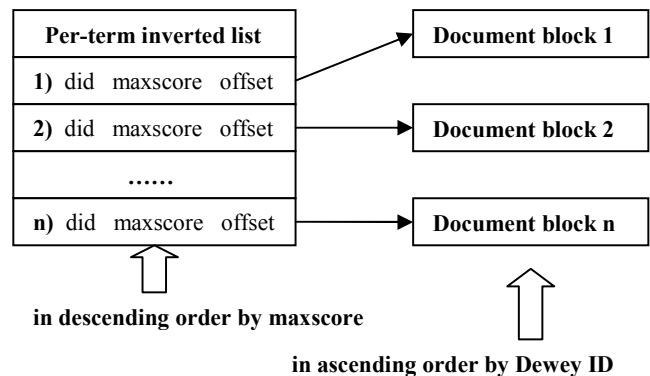 Per-term inverted list
1) did maxscore offset
2) did maxscore offset
……
n) did maxscore offset
Document block 1
Document block 2
Document block n
in descending order by maxscore
in ascending order by Dewey ID